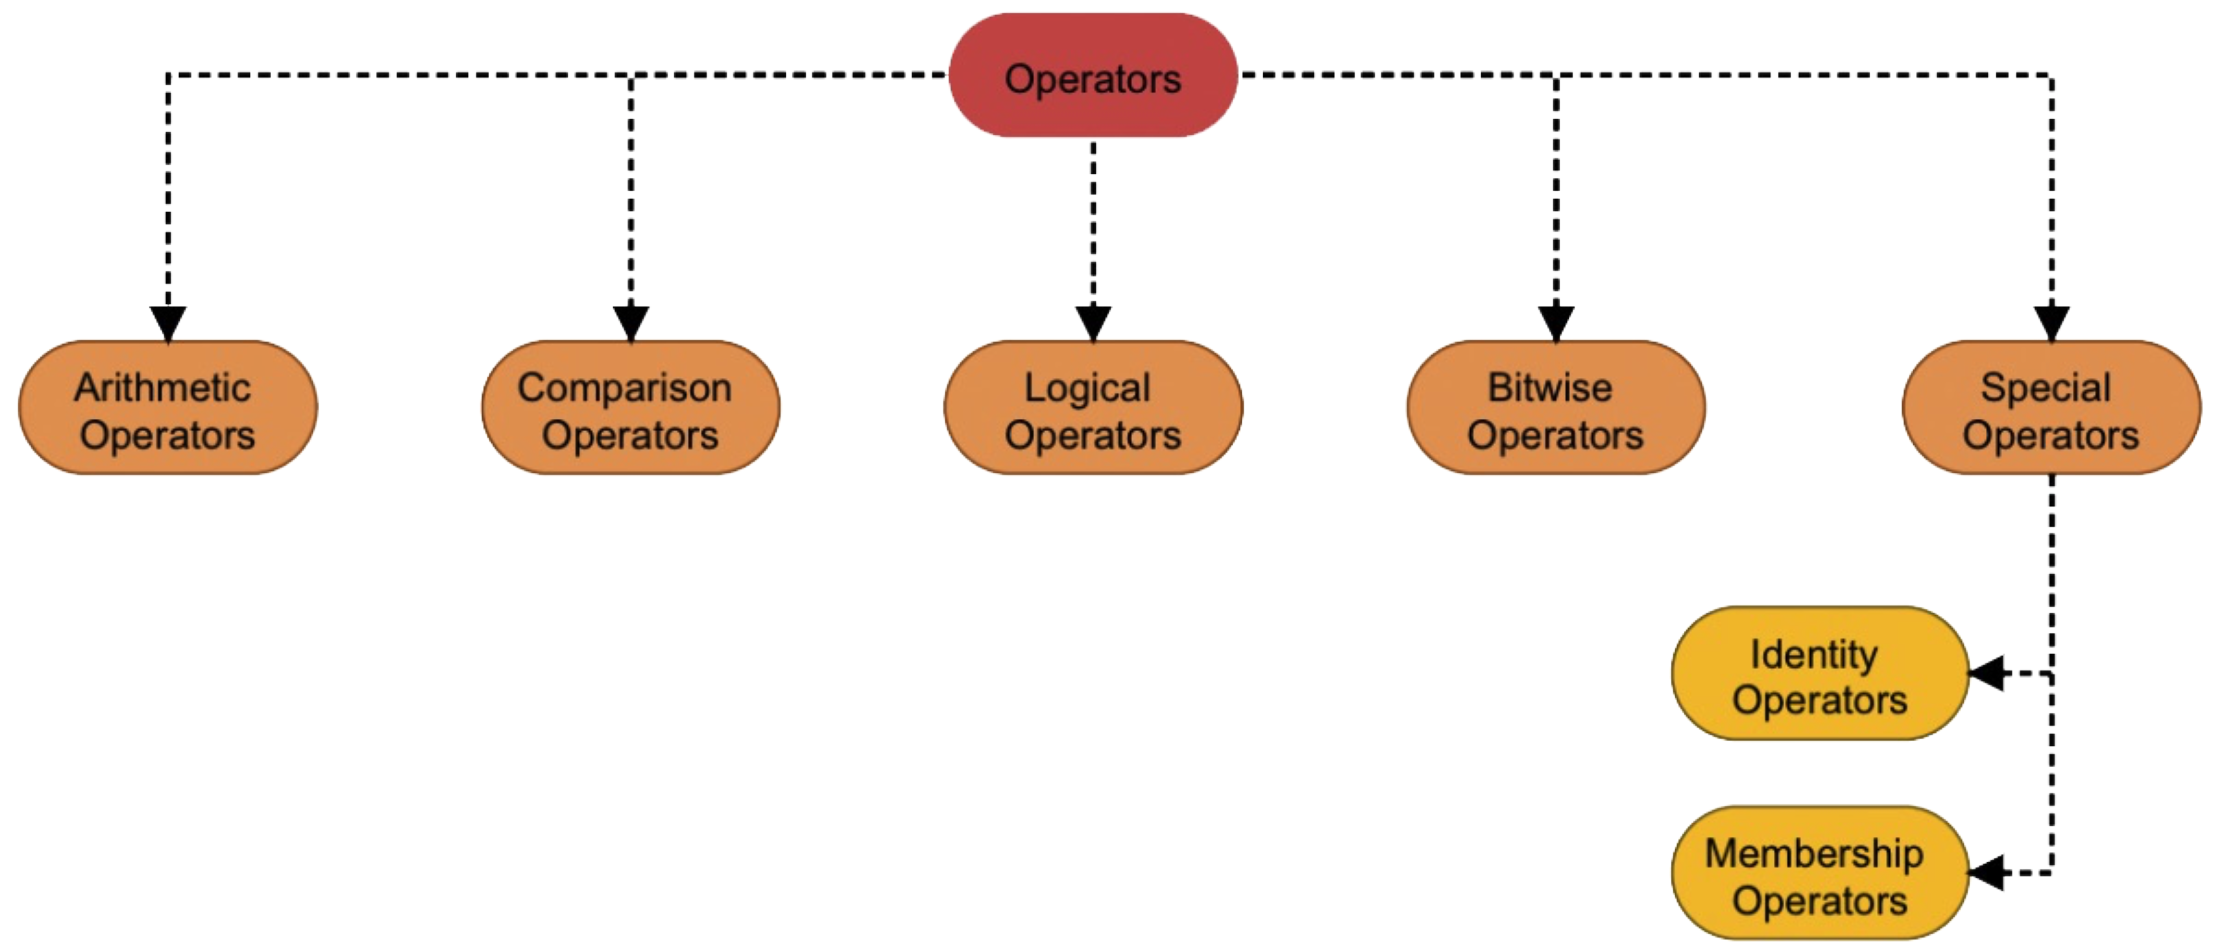 Operators
Arithmetic
Operators
Comparison
Operators
Logical
Operators
Bitwise
Operators
Special
Operators
Identity
Operators
Membership
Operators